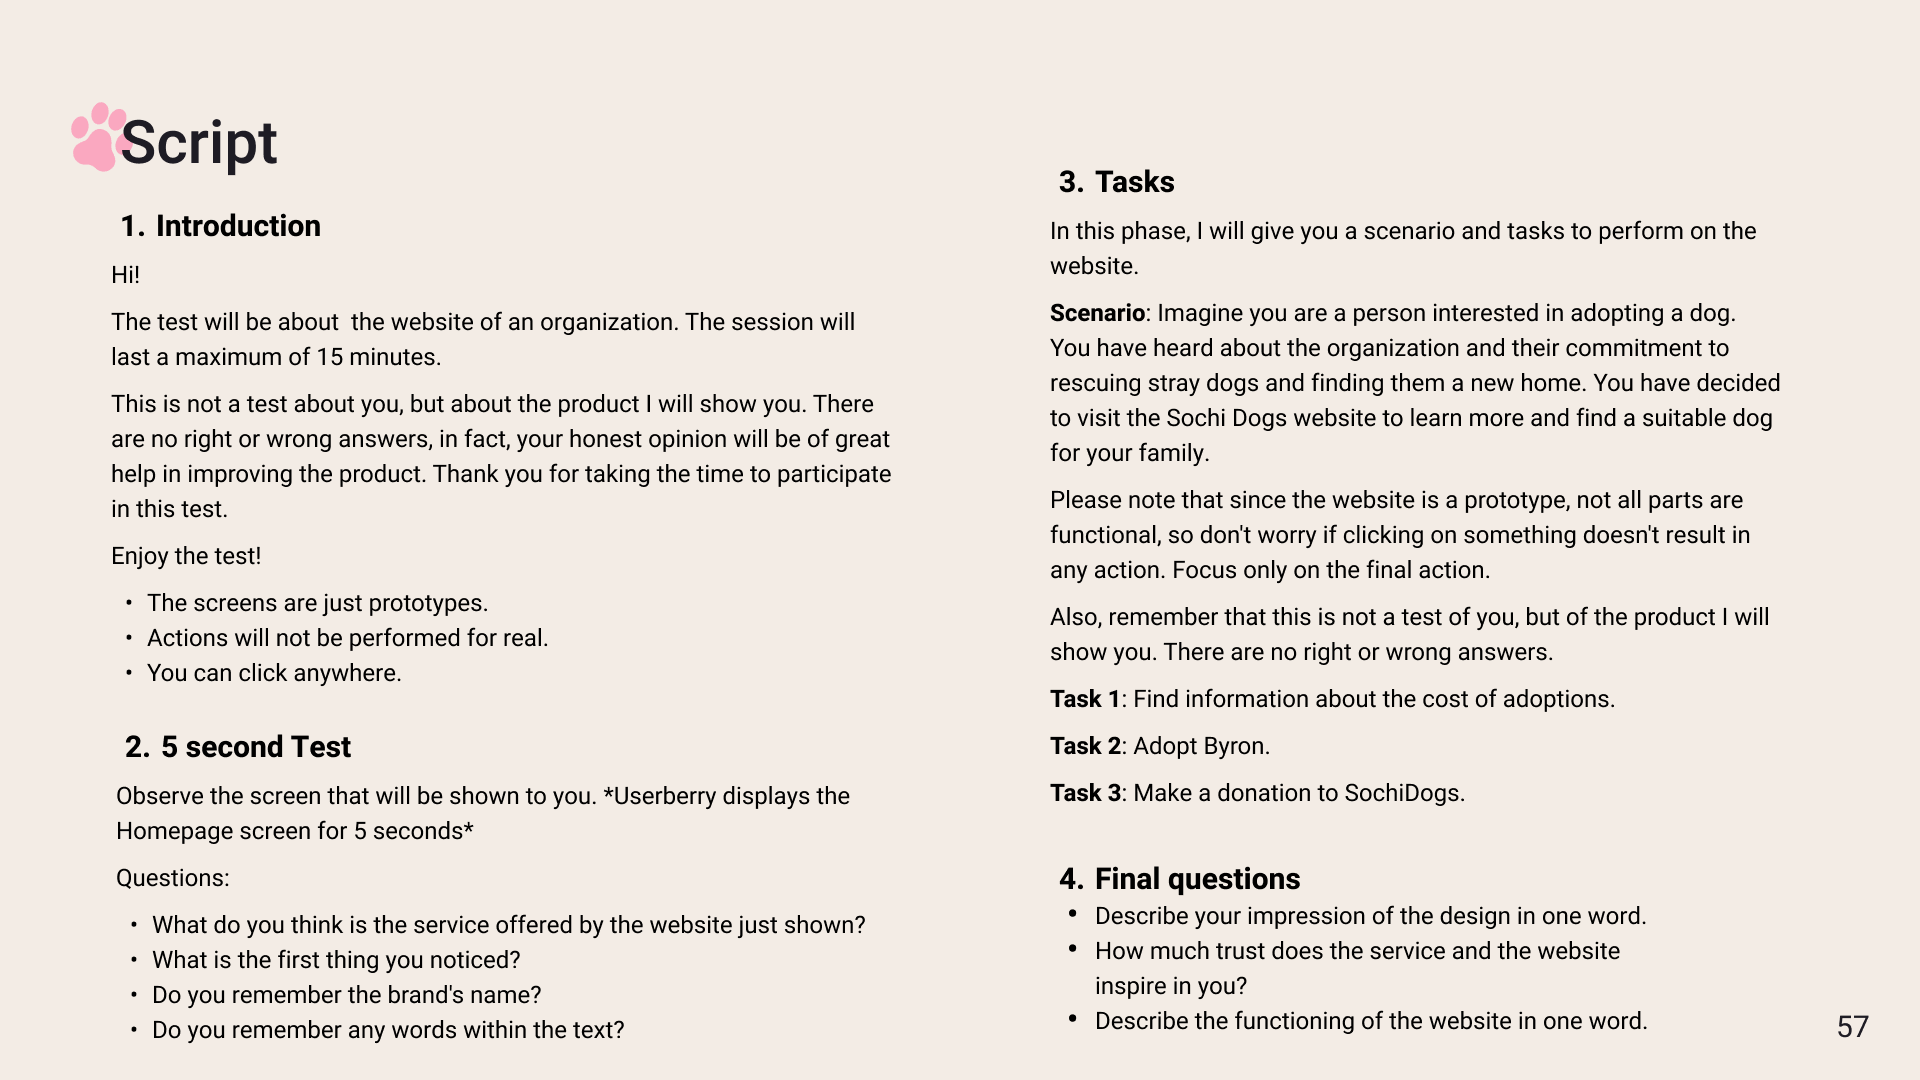 Script
1. Introduction
Hi!
The test will be about  the website of an organization. The session will
last a maximum of 15 minutes.
This is not a test about you, but about the product I will show you. There
are no right or wrong answers, in fact, your honest opinion will be of great
help in improving the product. Thank you for taking the time to participate
in this test.
Enjoy the test!
• The screens are just prototypes.
• Actions will not be performed for real.
• You can click anywhere.
2. 5 second Test
Observe the screen that will be shown to you. *Userberry displays the
Homepage screen for 5 seconds*
Questions:
• What do you think is the service offered by the website just shown?
• What is the first thing you noticed?
• Do you remember the brand's name?
• Do you remember any words within the text?
3. Tasks
In this phase, I will give you a scenario and tasks to perform on the
website.
Scenario: Imagine you are a person interested in adopting a dog.
You have heard about the organization and their commitment to
rescuing stray dogs and finding them a new home. You have decided
to visit the Sochi Dogs website to learn more and find a suitable dog
for your family.
Please note that since the website is a prototype, not all parts are
functional, so don't worry if clicking on something doesn't result in
any action. Focus only on the final action.
Also, remember that this is not a test of you, but of the product I will
show you. There are no right or wrong answers.
Task 1: Find information about the cost of adoptions.
Task 2: Adopt Byron.
Task 3: Make a donation to SochiDogs.
4. Final questions
• Describe your impression of the design in one word.
• How much trust does the service and the website
inspire in you?
• Describe the functioning of the website in one word.
57